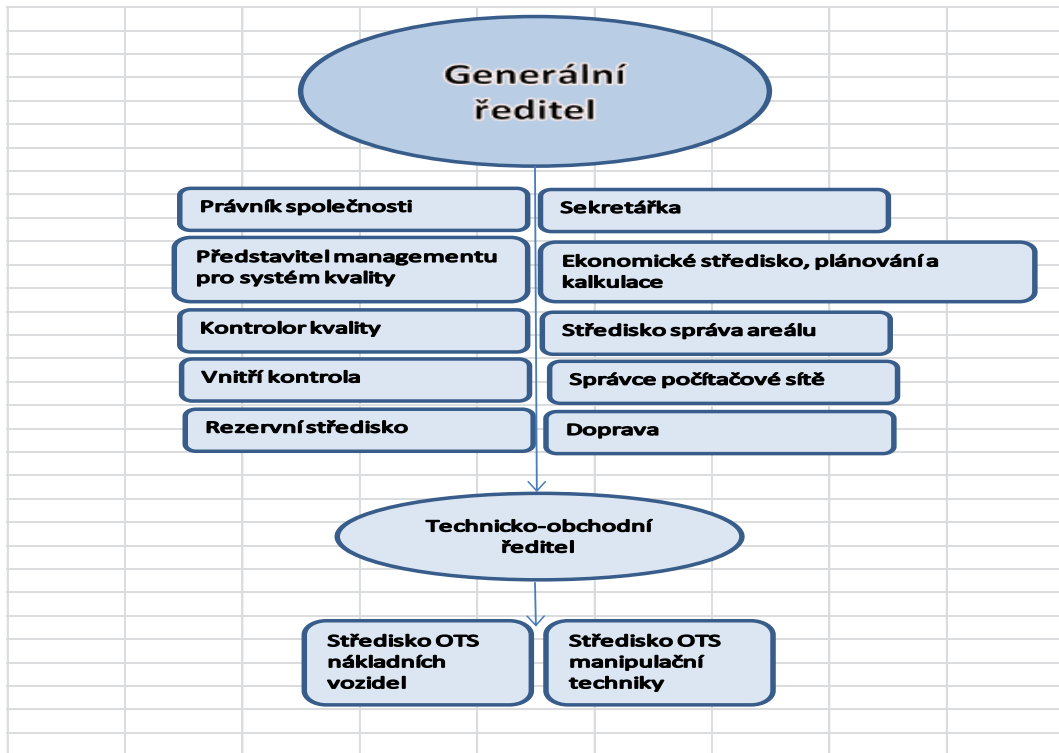 Generální
ředitel
Právník společnosti
Sekretářka
Představitel managementu
pro systém kvality
Ekonomické středisko, plánování a
kalkulace
Kontrolor kvality
Středisko správa areálu
Vnitří kontrola
Správce počítačové sítě
Rezervní středisko
Doprava
Technicko-obchodní
ředitel
Středisko OTS
nákladních
vozidel
Středisko OTS
manipulační
techniky